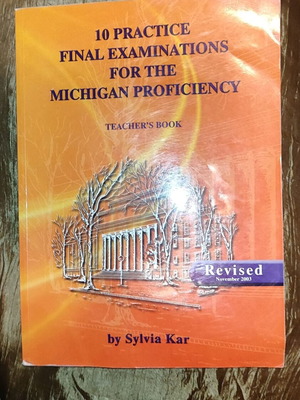 10 PRACTICE
FINAL EXAMINATIONS
FOR THE
MICHIGAN PROFICIENCY
TEACHER'S BOOK
Revised
November 2003
by Sylvia Kar